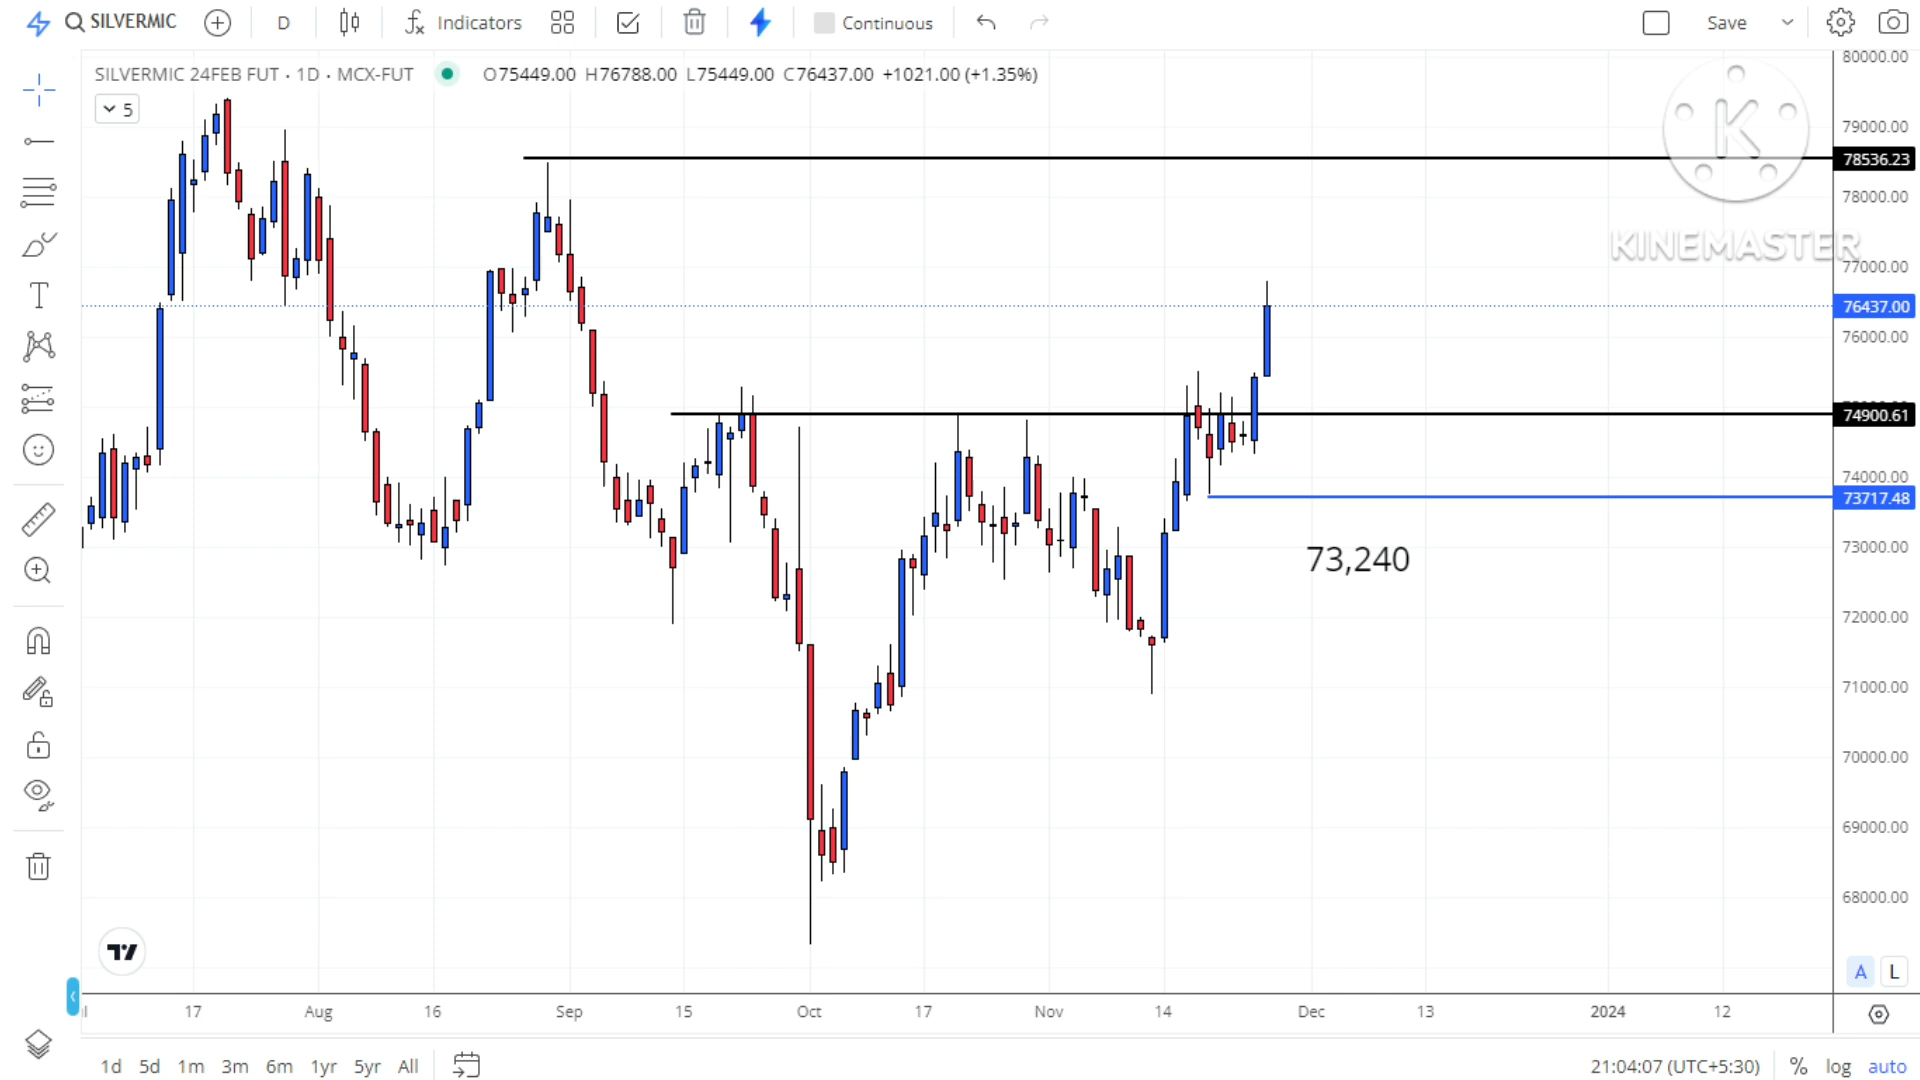 SILVERMIC D Indicators Continuous Save
SILVERMIC 24FEB FUT · 1D · MCX-FUT O75449.00 H76788.00 L75449.00 C76437.00 +1021.00 (+1.35%)
5
80000.00
79000.00
78536.23
78000.00
K
KINEMASTER
77000.00
76437.00
76000.00
74900.61
74000.00
73717.48
73000.00
73,240
72000.00
71000.00
70000.00
69000.00
68000.00
A L
17 Aug 16 Sep 15 Oct 17 Nov 14 Dec 13 2024 12
1d 5d 1m 3m 6m 1yr 5yr All 21:04:07 (UTC+5:30) % log auto